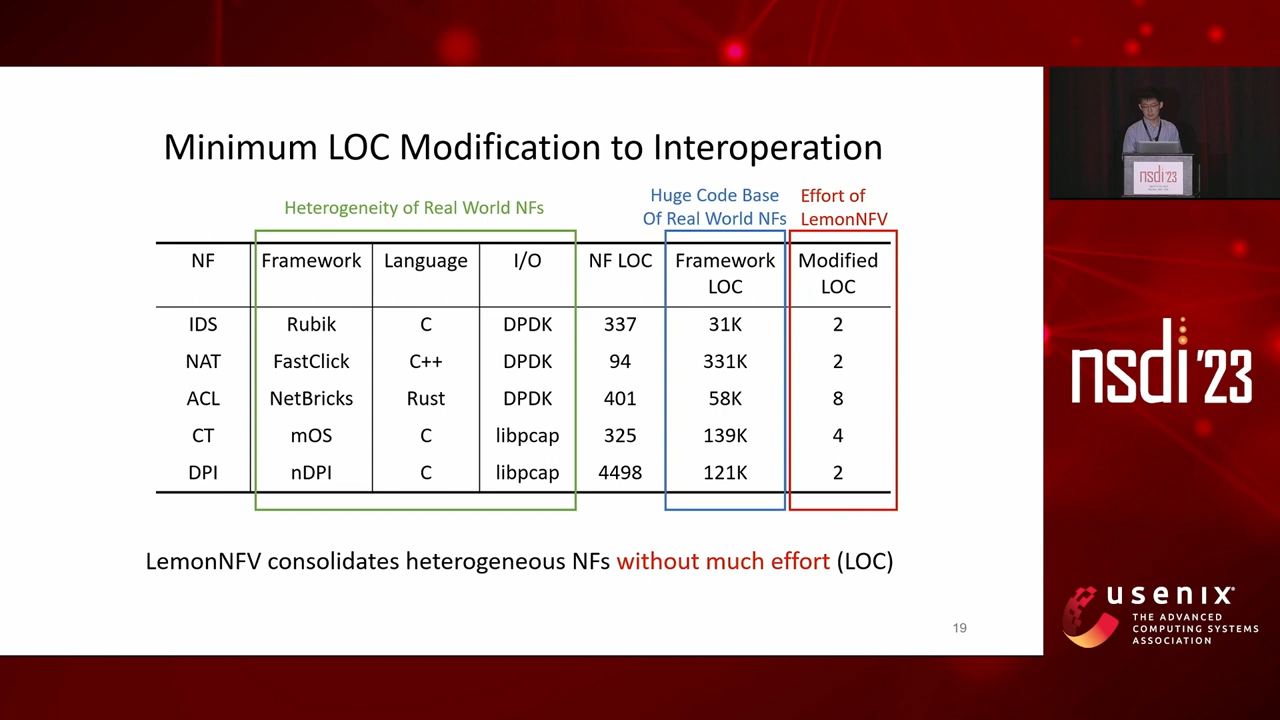 Minimum LOC Modification to Interoperation
Heterogeneity of Real World NFs
Huge Code Base
Of Real World NFs
Effort of
LemonNFV
NF Framework Language I/O NF LOC Framework LOC Modified LOC
IDS Rubik C DPDK 337 31K 2
NAT FastClick C++ DPDK 94 331K 2
ACL NetBricks Rust DPDK 401 58K 8
CT mOS C libpcap 325 139K 4
DPI nDPI C libpcap 4498 121K 2
LemonNFV consolidates heterogeneous NFs without much effort (LOC)
19
nsdi'23
nsdi'23
usenix
THE ADVANCED
COMPUTING SYSTEMS
ASSOCIATION